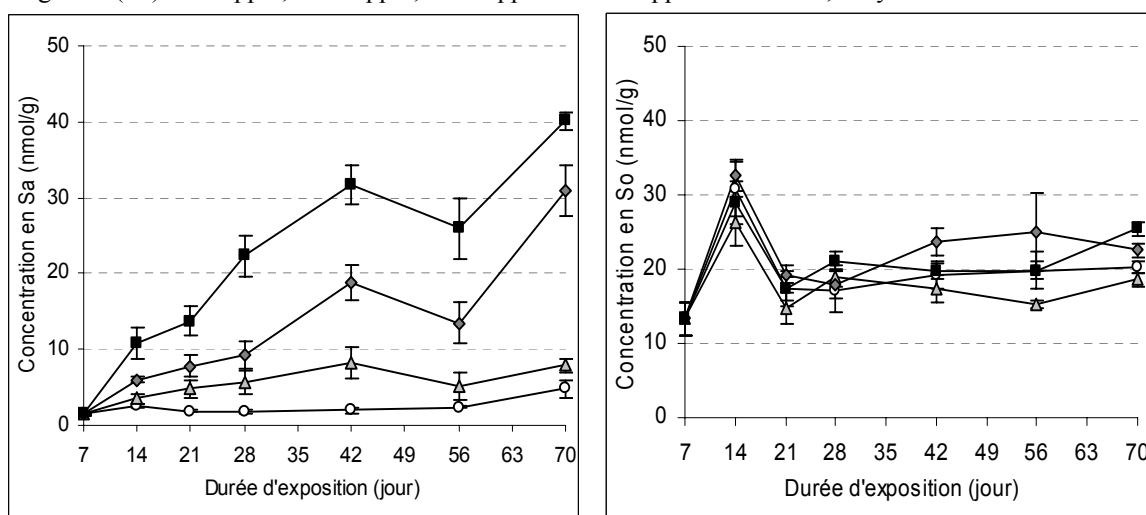 Concentration en Sa (nmol/g)
50
40
30
20
10
0
7 14 21 28 35 42 49 56 63 70
Durée d'exposition (jour)
Concentration en So (nmol/g)
50
40
30
20
10
0
7 14 21 28 35 42 49 56 63 70
Durée d'exposition (jour)